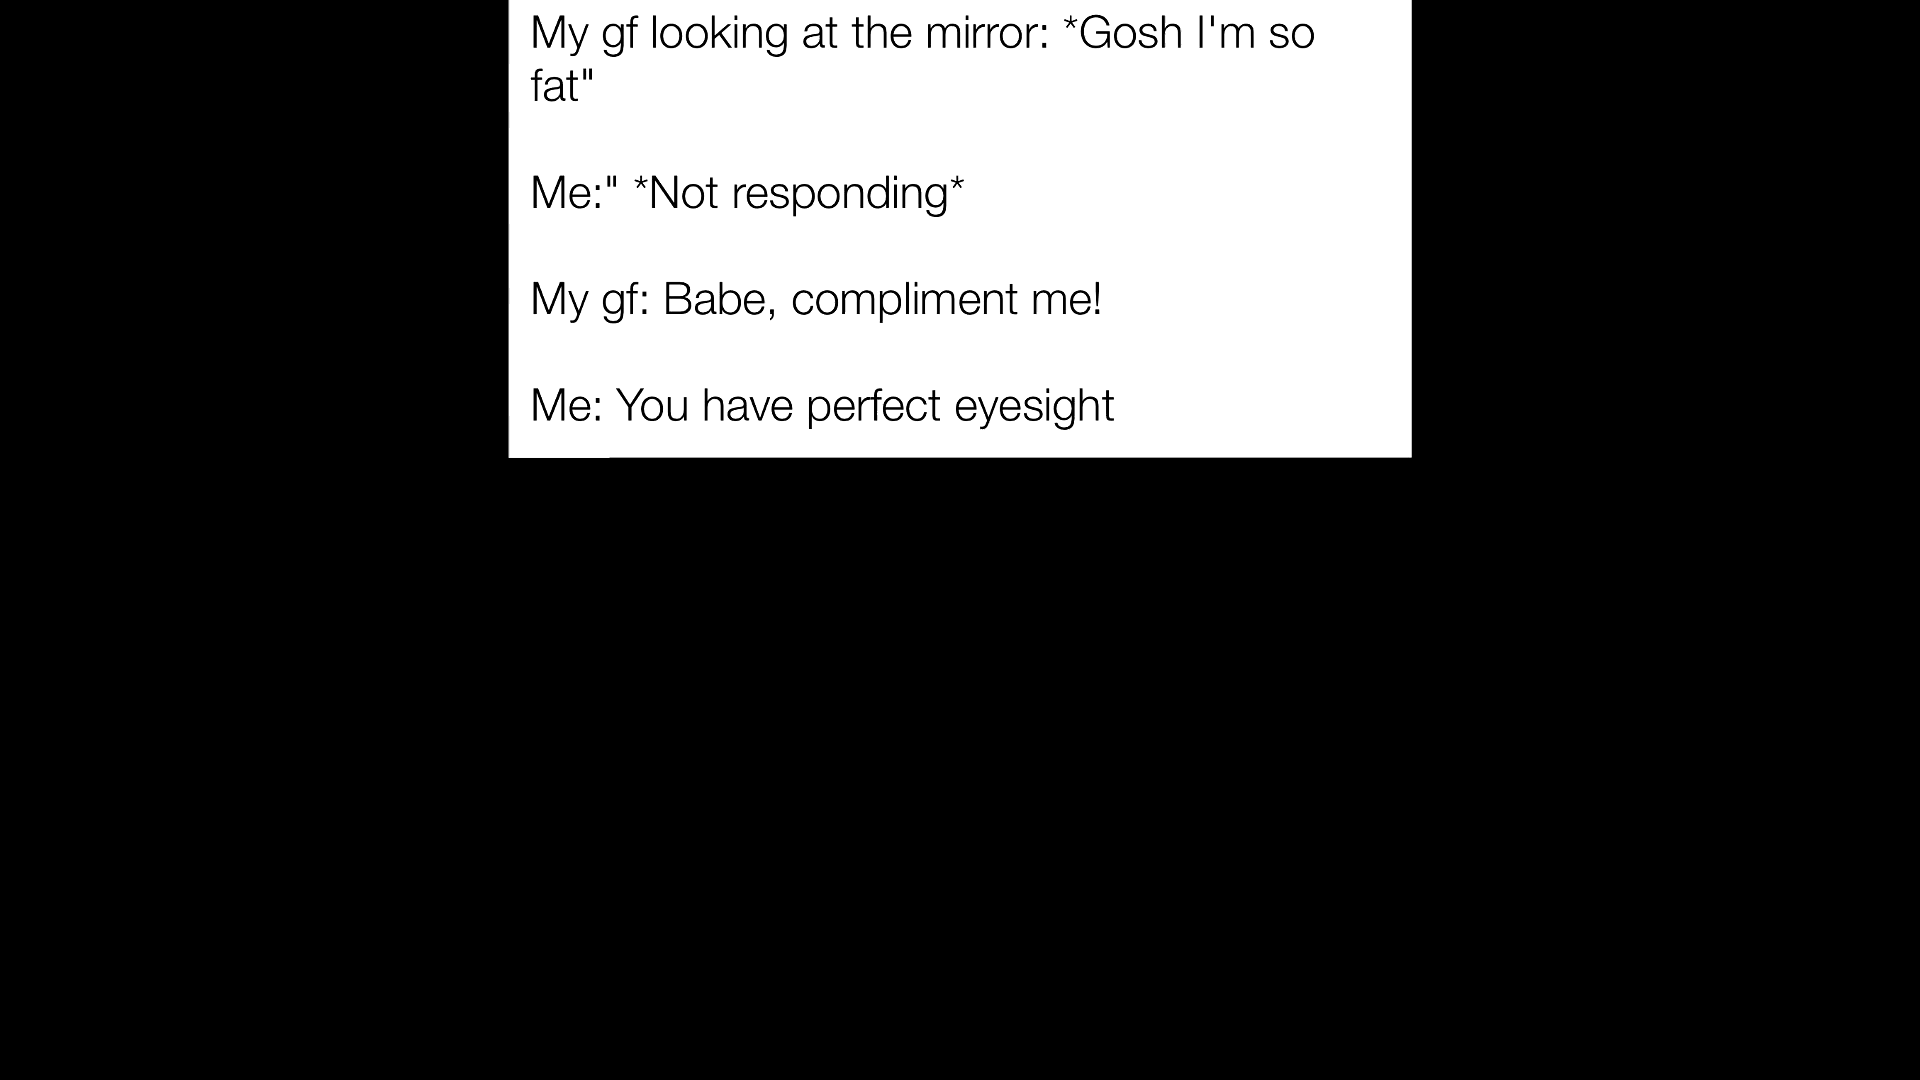 My gf looking at the mirror: *Gosh I'm so
fat"
Me:" *Not responding*
My gf: Babe, compliment me!
Me: You have perfect eyesight